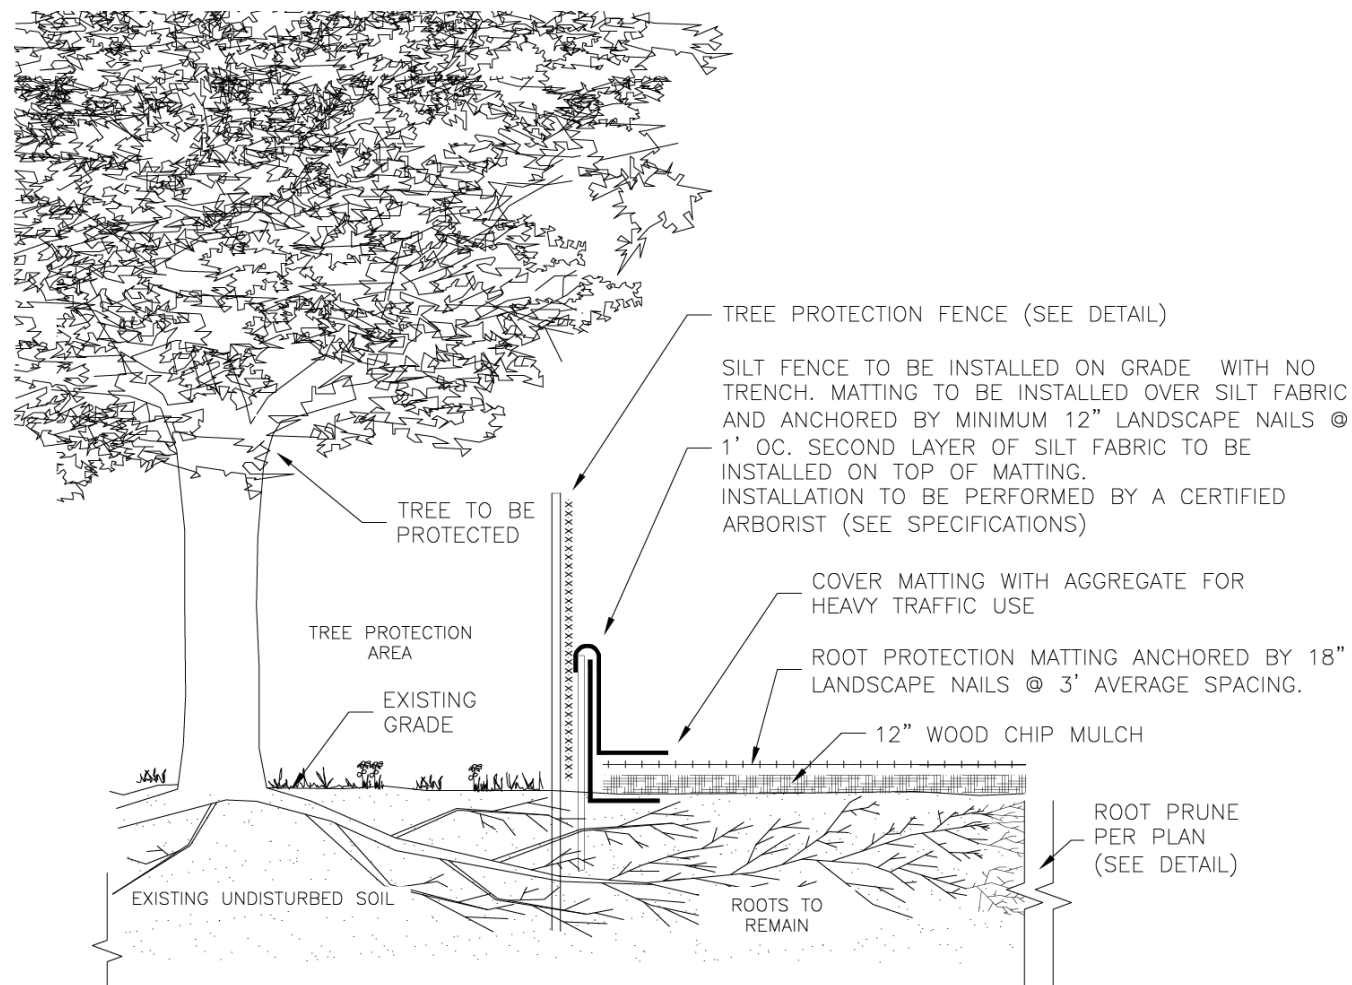 TREE PROTECTION FENCE (SEE DETAIL)
SILT FENCE TO BE INSTALLED ON GRADE WITH NO
TRENCH. MATTING TO BE INSTALLED OVER SILT FABRIC
AND ANCHORED BY MINIMUM 12" LANDSCAPE NAILS @
1' OC. SECOND LAYER OF SILT FABRIC TO BE
INSTALLED ON TOP OF MATTING.
INSTALLATION TO BE PERFORMED BY A CERTIFIED
ARBORIST (SEE SPECIFICATIONS)
TREE TO BE
PROTECTED
COVER MATTING WITH AGGREGATE FOR
HEAVY TRAFFIC USE
TREE PROTECTION
AREA
ROOT PROTECTION MATTING ANCHORED BY 18"
LANDSCAPE NAILS @ 3' AVERAGE SPACING.
EXISTING
GRADE
12" WOOD CHIP MULCH
ROOT PRUNE
PER PLAN
(SEE DETAIL)
EXISTING UNDISTURBED SOIL
ROOTS TO
REMAIN